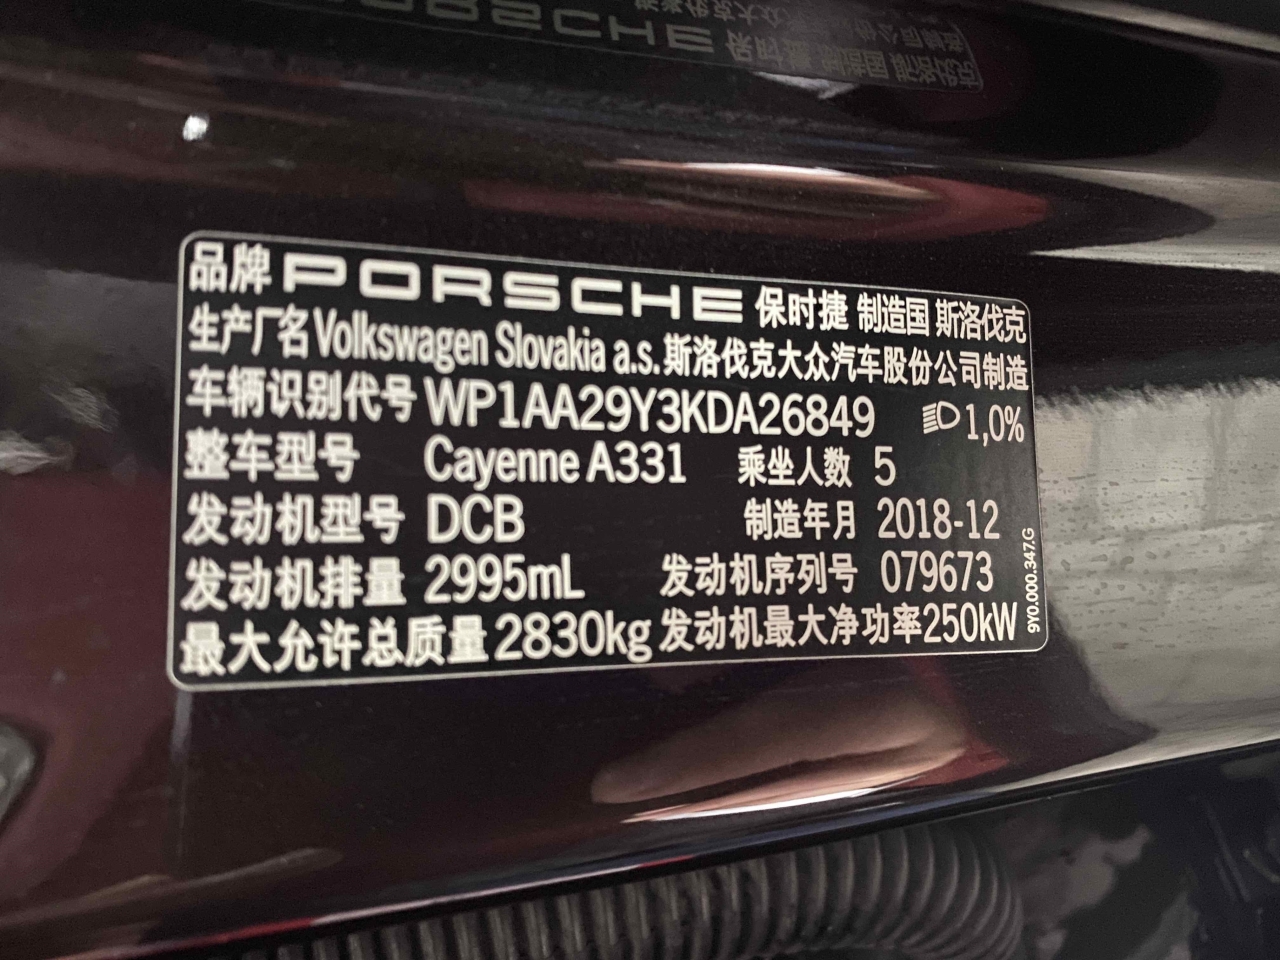 品牌 PORSCHE 保时捷 制造国 斯洛伐克
生产厂名 Volkswagen Slovakia a.s. 斯洛伐克大众汽车股份公司制造
车辆识别代号 WP1AA29Y3KDA26849 1,0%
整车型号 Cayenne A331 乘坐人数 5
发动机型号 DCB 制造年月 2018-12
发动机排量 2995mL 发动机序列号 079673
最大允许总质量 2830kg 发动机最大净功率 250kW
9Y0.000.347.G